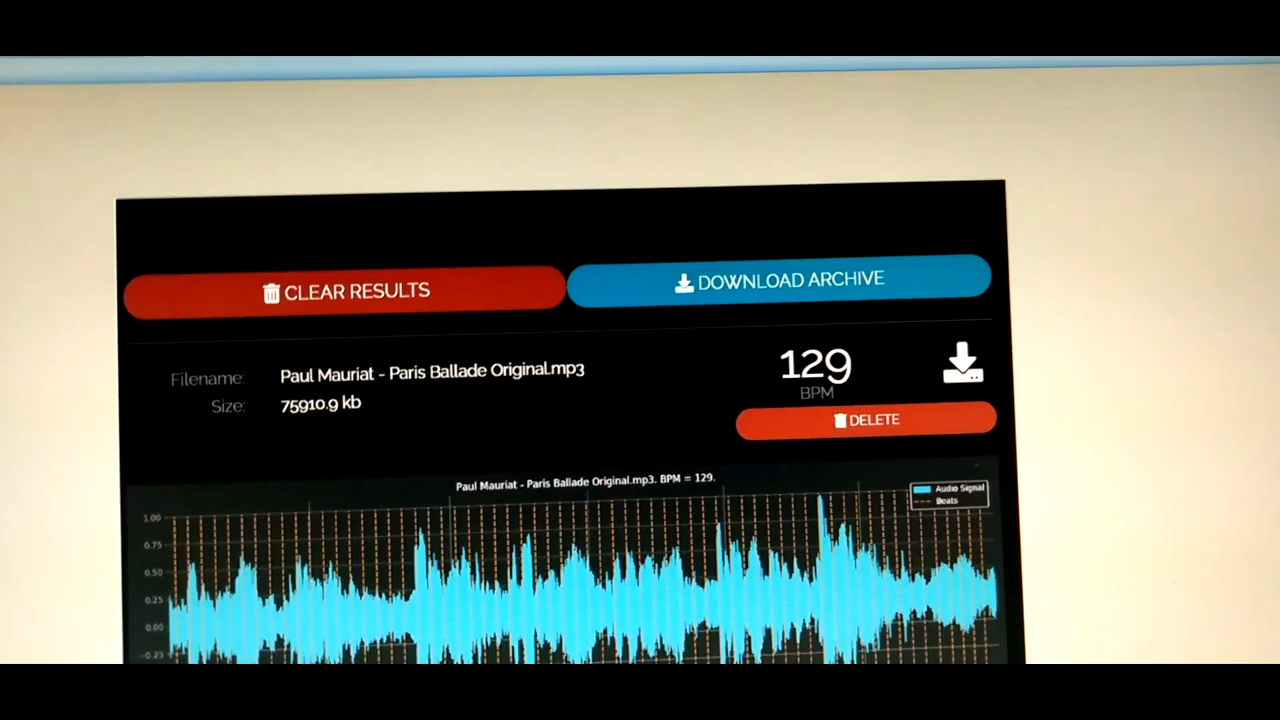 CLEAR RESULTS
DOWNLOAD ARCHIVE
Filename: Paul Mauriat - Paris Ballade Original.mp3
Size: 75910.9 kb
129
BPM
DELETE
Paul Mauriat - Paris Ballade Original.mp3. BPM = 129.
Audio Signal
Beats
1.00
0.75
0.50
0.25
0.00
-0.25